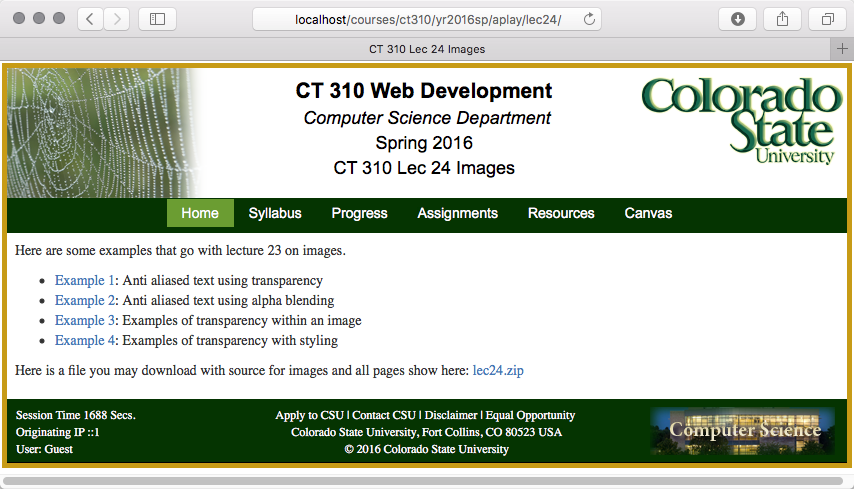 localhost/courses/ct310/yr2016sp/aplay/lec24/
CT 310 Lec 24 Images
CT 310 Web Development
Computer Science Department
Spring 2016
CT 310 Lec 24 Images
Colorado
State
University
Home Syllabus Progress Assignments Resources Canvas
Here are some examples that go with lecture 23 on images.
• Example 1: Anti aliased text using transparency
• Example 2: Anti aliased text using alpha blending
• Example 3: Examples of transparency within an image
• Example 4: Examples of transparency with styling
Here is a file you may download with source for images and all pages show here: lec24.zip
Session Time 1688 Secs.
Originating IP ::1
User: Guest
Apply to CSU | Contact CSU | Disclaimer | Equal Opportunity
Colorado State University, Fort Collins, CO 80523 USA
© 2016 Colorado State University
Computer Science